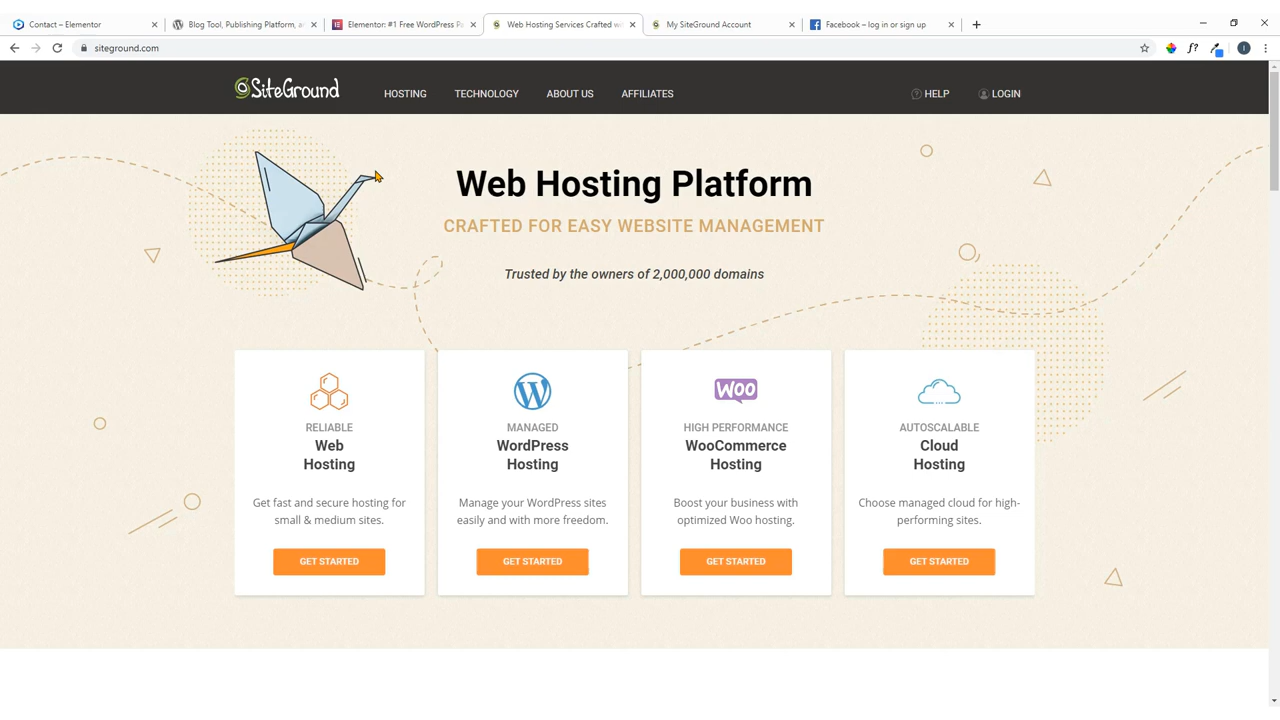 Contact – Elementor
Blog Tool, Publishing Platform, a
Elementor: #1 Free WordPress P
Web Hosting Services Crafted w
My SiteGround Account
Facebook – log in or sign up
siteground.com
f?
I
SiteGround
HOSTING
TECHNOLOGY
ABOUT US
AFFILIATES
HELP
LOGIN
Web Hosting Platform
CRAFTED FOR EASY WEBSITE MANAGEMENT
Trusted by the owners of 2,000,000 domains
RELIABLE
Web
Hosting
Get fast and secure hosting for
small & medium sites.
GET STARTED
MANAGED
WordPress
Hosting
Manage your WordPress sites
easily and with more freedom.
GET STARTED
WOO
HIGH PERFORMANCE
WooCommerce
Hosting
Boost your business with
optimized Woo hosting.
GET STARTED
AUTOSCALABLE
Cloud
Hosting
Choose managed cloud for high-
performing sites.
GET STARTED